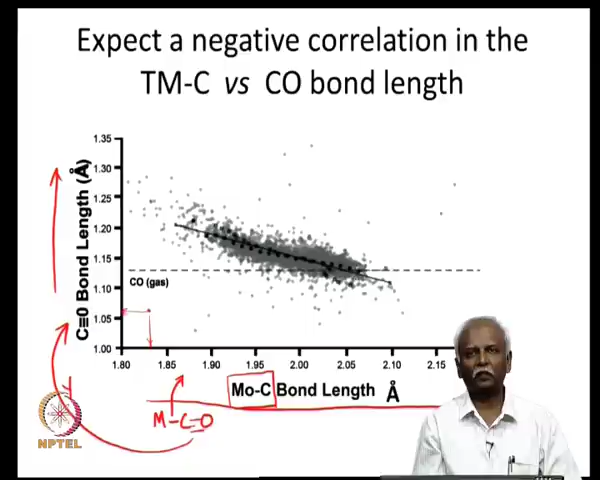 Expect a negative correlation in the
TM-C vs CO bond length
1.35
1.30
1.25
1.20
1.15
1.10
1.05
1.00
C≡O Bond Length (Å)
CO (gas)
1.80 1.85 1.90 1.95 2.00 2.05 2.10 2.15
Mo-C Bond Length Å
M-C=O
NPTEL